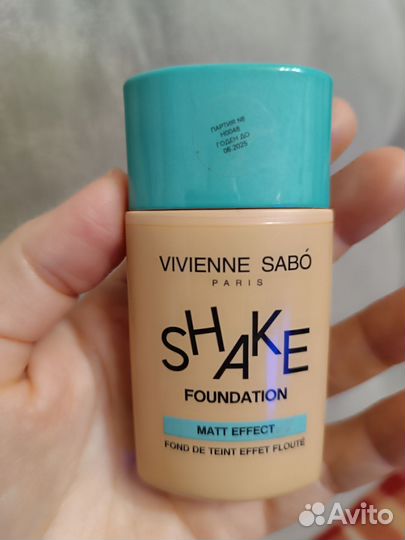 ПАРТИЯ №
H0048
ГОДЕН ДО
06.2025
VIVIENNE SABÓ
PARIS
SHAKE
FOUNDATION
MATT EFFECT
FOND DE TEINT EFFET FLOUTÉ
Avito